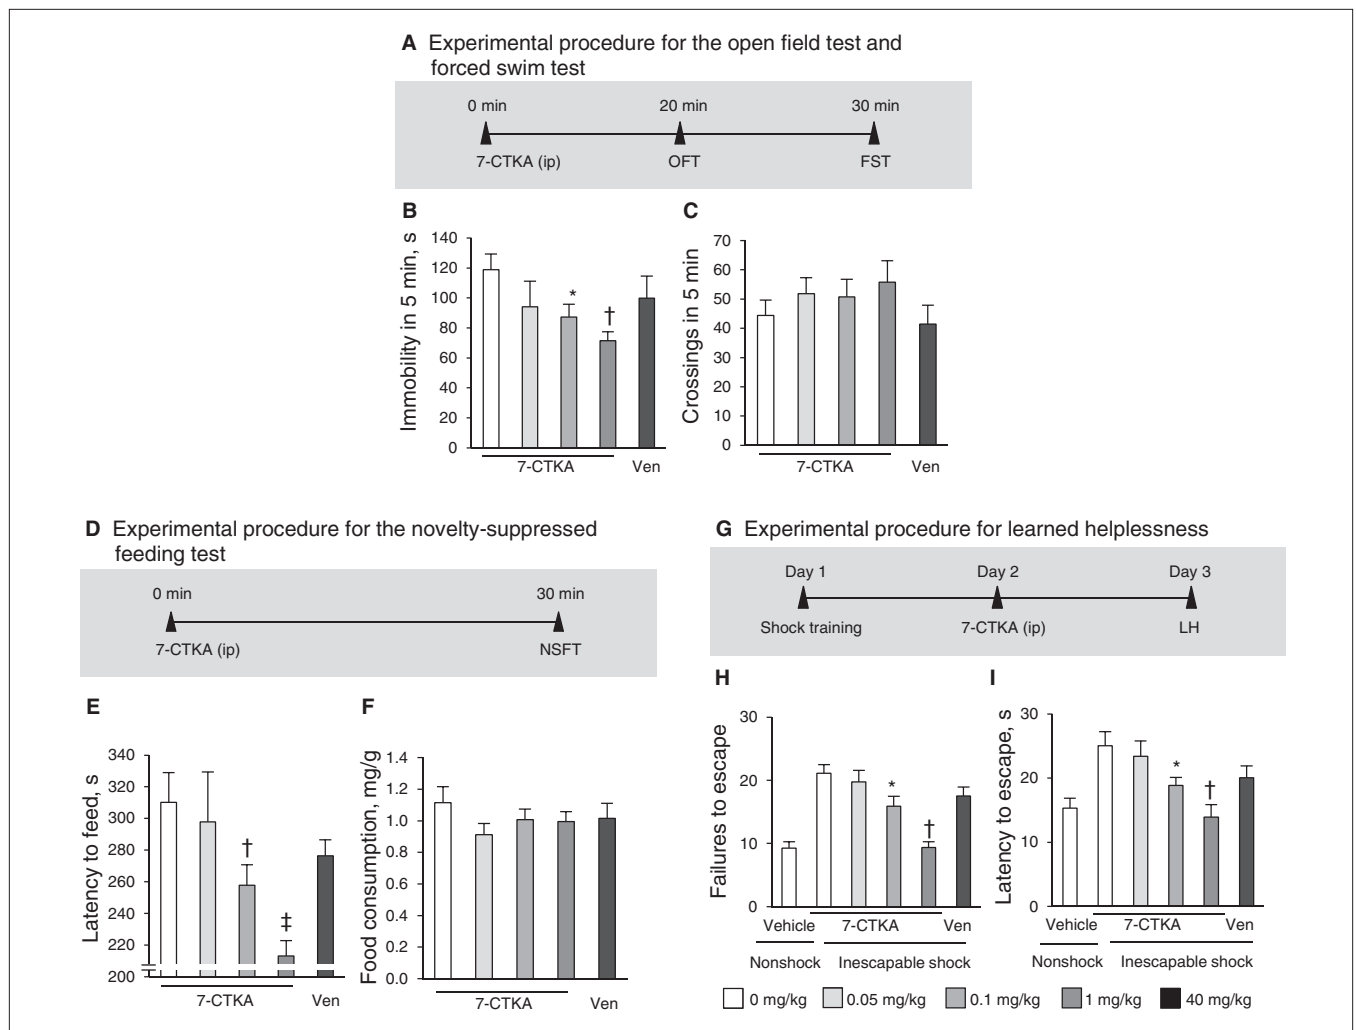 A Experimental procedure for the open field test and
forced swim test
0 min 20 min 30 min
7-CTKA (ip) OFT FST
B
Immobility in 5 min, s
140
120
100
80
60
40
20
0
*
†
7-CTKA Ven
C
Crossings in 5 min
70
60
50
40
30
20
10
0
7-CTKA Ven
D Experimental procedure for the novelty-suppressed
feeding test
0 min 30 min
7-CTKA (ip) NSFT
E
Latency to feed, s
340
320
300
280
260
240
220
200
†
‡
7-CTKA Ven
F
Food consumption, mg/g
1.4
1.2
1.0
0.8
0.6
0.4
0.2
0.0
7-CTKA Ven
G Experimental procedure for learned helplessness
Day 1 Day 2 Day 3
Shock training 7-CTKA (ip) LH
H
Failures to escape
30
20
10
0
*
†
Vehicle 7-CTKA Ven
Nonshock Inescapable shock
I
Latency to escape, s
30
20
10
0
*
†
Vehicle 7-CTKA Ven
Nonshock Inescapable shock
0 mg/kg 0.05 mg/kg 0.1 mg/kg 1 mg/kg 40 mg/kg